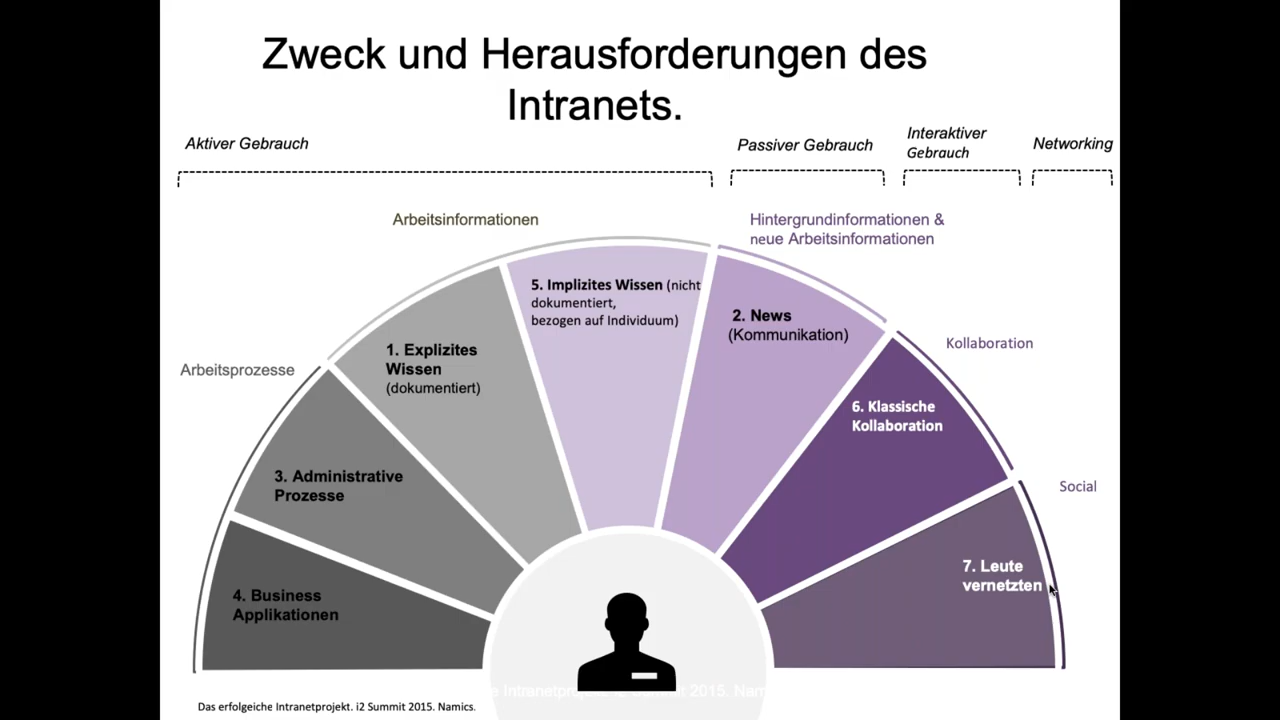 Zweck und Herausforderungen des
Intranets.
Aktiver Gebrauch
Passiver Gebrauch
Interaktiver
Gebrauch
Networking
Arbeitsinformationen
Hintergrundinformationen &
neue Arbeitsinformationen
5. Implizites Wissen (nicht
dokumentiert,
bezogen auf Individuum)
2. News
(Kommunikation)
1. Explizites
Wissen
(dokumentiert)
Kollaboration
Arbeitsprozesse
6. Klassische
Kollaboration
3. Administrative
Prozesse
Social
7. Leute
vernetzten
4. Business
Applikationen
Das erfolgeiche Intranetprojekt. i2 Summit 2015. Namics.